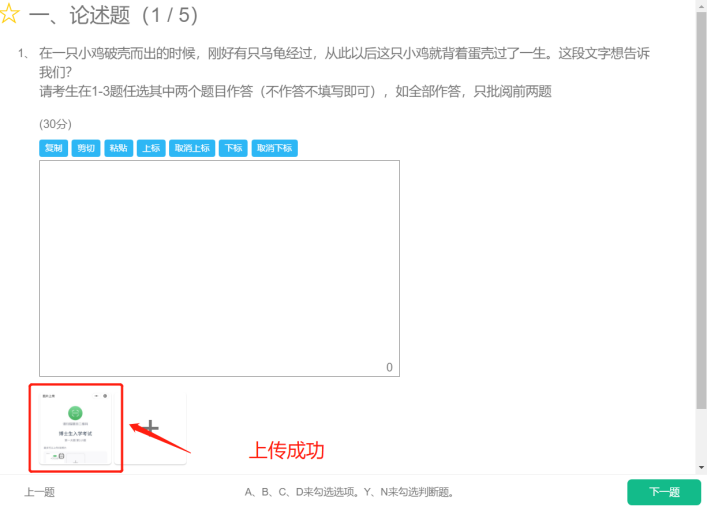 一、论述题（1 / 5）
1、在一只小鸡破壳而出的时候，刚好有只乌龟经过，从此以后这只小鸡就背着蛋壳过了一生。这段文字想告诉
我们?
请考生在1-3题任选其中两个题目作答（不作答不填写即可），如全部作答，只批阅前两题
(30分)
复制 剪切 粘贴 上标 取消上标 下标 取消下标
0
博士生入学考试
上传成功
上一题 A、B、C、D来勾选选项。Y、N来勾选判断题。 下一题